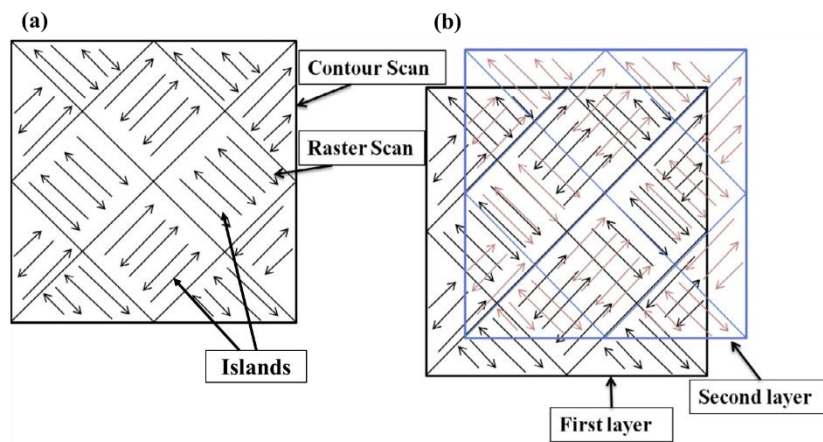 (a)
(b)
Contour Scan
Raster Scan
Islands
Second layer
First layer